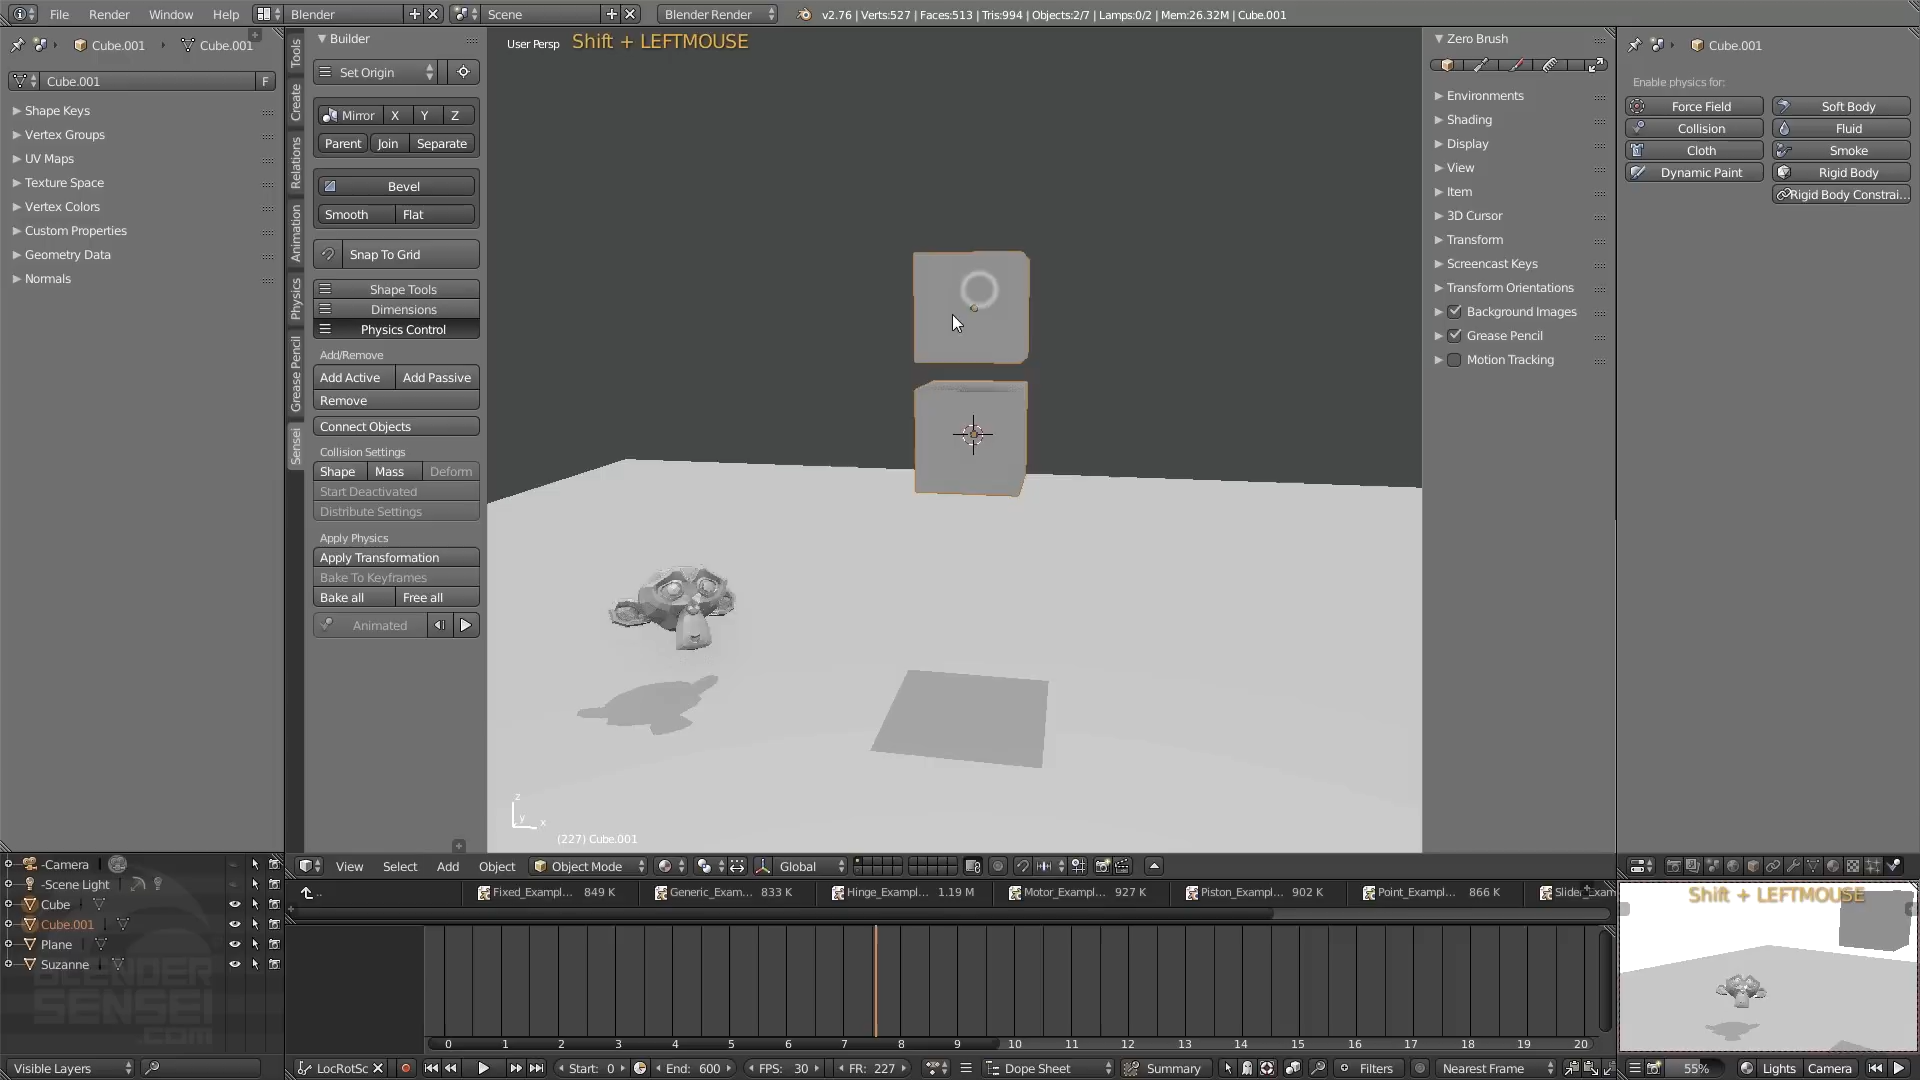 File Render Window Help Blender Scene Blender Render v2.76 | Verts:527 | Faces:513 | Tris:994 | Objects:2/7 | Lamps:0/2 | Mem:26.32M | Cube.001
Cube.001 Cube.001
Cube.001 F
Shape Keys
Vertex Groups
UV Maps
Texture Space
Vertex Colors
Custom Properties
Geometry Data
Normals
Tools
Create
Relations
Animation
Physics
Grease Pencil
Sensei
Builder
Set Origin
Mirror X Y Z
Parent Join Separate
Bevel
Smooth Flat
Snap To Grid
Shape Tools
Dimensions
Physics Control
Add/Remove
Add Active Add Passive
Remove
Connect Objects
Collision Settings
Shape Mass Deform
Start Deactivated
Distribute Settings
Apply Physics
Apply Transformation
Bake To Keyframes
Bake all Free all
Animated
User Persp Shift + LEFTMOUSE
z
y x
(227) Cube.001
Zero Brush
Environments
Shading
Display
View
Item
3D Cursor
Transform
Screencast Keys
Transform Orientations
Background Images
Grease Pencil
Motion Tracking
Cube.001
Enable physics for:
Force Field Soft Body
Collision Fluid
Cloth Smoke
Dynamic Paint Rigid Body
Rigid Body Constrai...
View Select Add Object Object Mode Global
-Camera
-Scene Light
Cube
Cube.001
Plane
Suzanne
BLENDER
SENSEI
.COM
.. Fixed_Exampl... 849 K Generic_Exam... 833 K Hinge_Exampl... 1.19 M Motor_Exampl... 927 K Piston_Exampl... 902 K Point_Exampl... 866 K
Shift + LEFTMOUSE
0 1 2 3 4 5 6 7 8 9 10 11 12 13 14 15 16 17 18 19 20
Visible Layers LocRotSc Start: 0 End: 600 FPS: 30 FR: 227 Dope Sheet Summary Filters Nearest Frame 55% Lights Camera